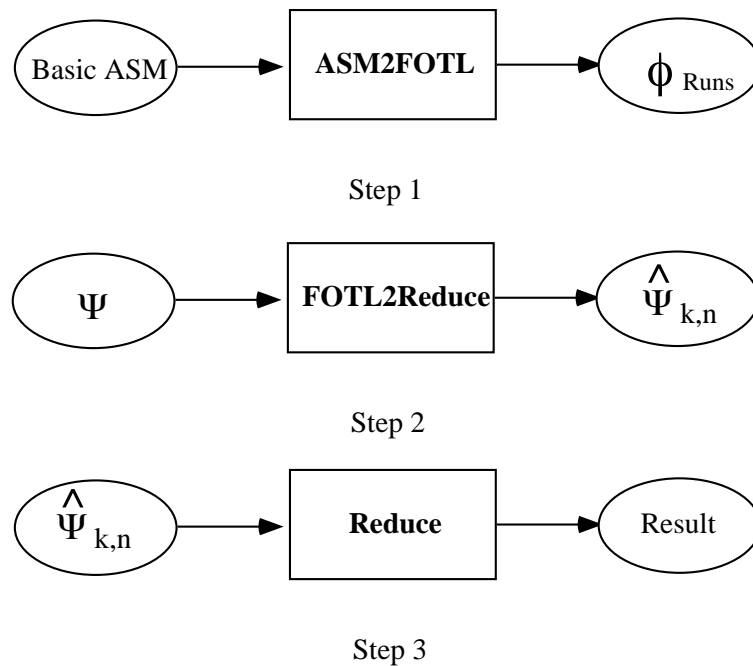 Basic ASM ASM2FOTL ϕ Runs
Step 1
Ψ FOTL2Reduce Ψ̂ k,n
Step 2
Ψ̂ k,n Reduce Result
Step 3